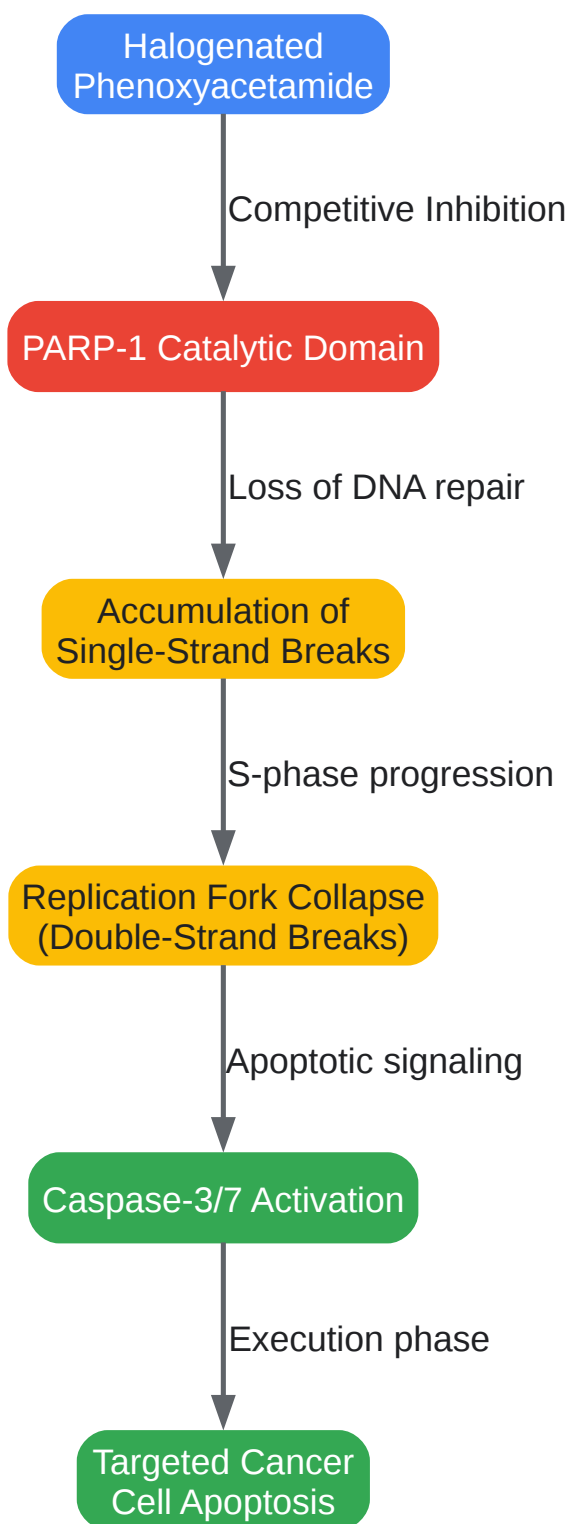 Halogenated
Phenoxyacetamide
Competitive Inhibition
PARP-1 Catalytic Domain
Loss of DNA repair
Accumulation of
Single-Strand Breaks
S-phase progression
Replication Fork Collapse
(Double-Strand Breaks)
Apoptotic signaling
Caspase-3/7 Activation
Execution phase
Targeted Cancer
Cell Apoptosis